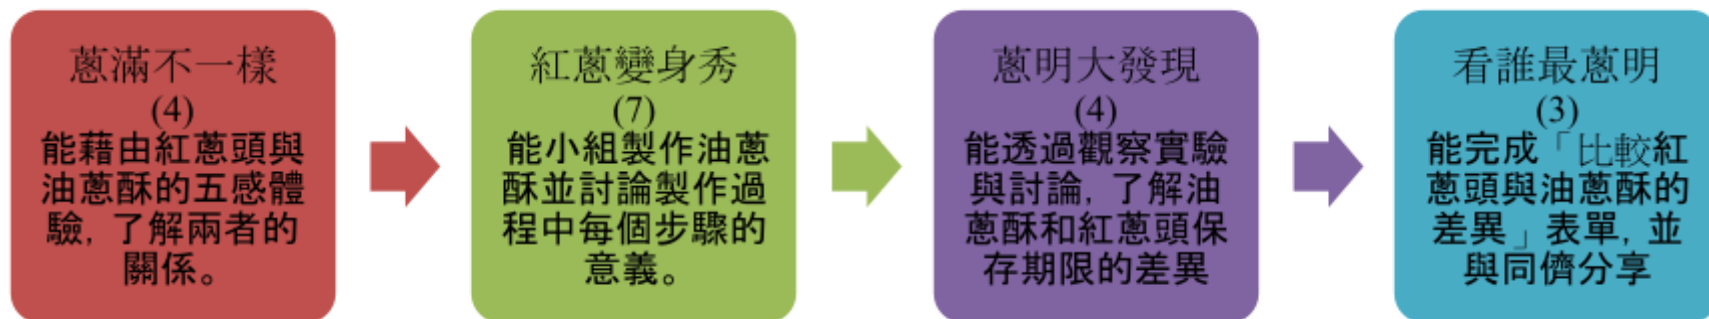 蔥滿不一樣
(4)
能藉由紅蔥頭與
油蔥酥的五感體
驗, 了解兩者的
關係。
紅蔥變身秀
(7)
能小組製作油蔥
酥並討論製作過
程中每個步驟的
意義。
蔥明大發現
(4)
能透過觀察實驗
與討論, 了解油
蔥酥和紅蔥頭保
存期限的差異
看誰最蔥明
(3)
能完成「比較紅
蔥頭與油蔥酥的
差異」表單, 並
與同儕分享